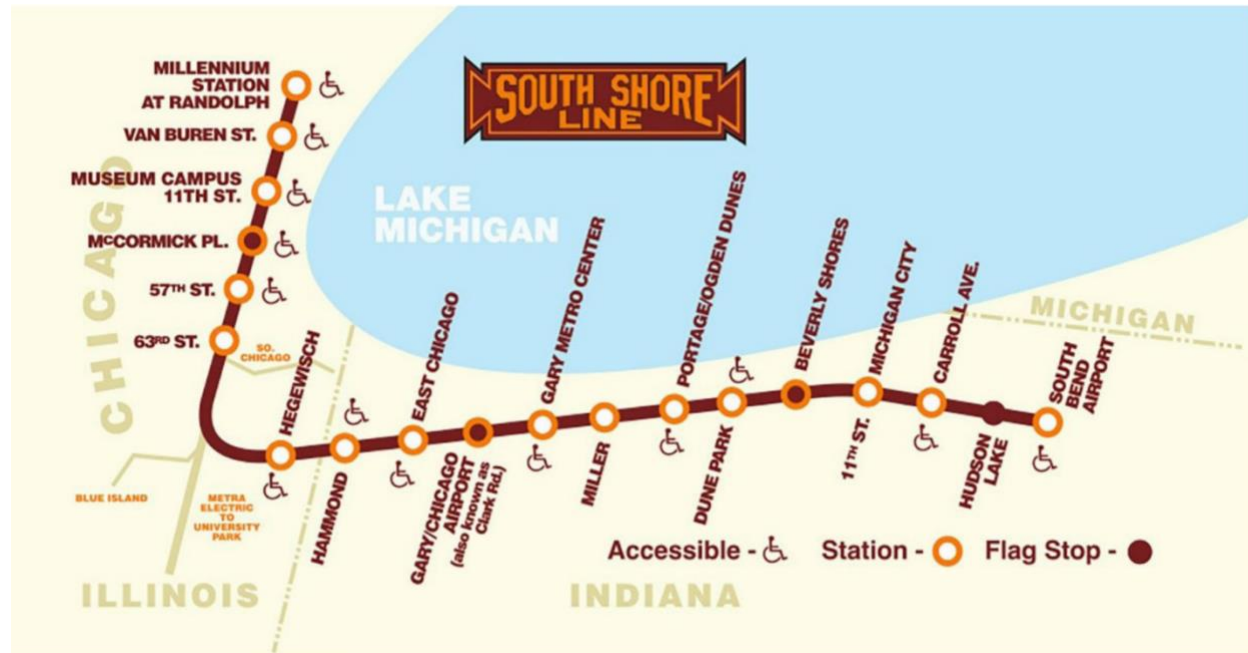 MILLENNIUM
STATION
AT RANDOLPH
VAN BUREN ST.
MUSEUM CAMPUS
11TH ST.
MCCORMICK PL.
57TH ST.
63RD ST.
CHICAGO
SOUTH SHORE
LINE
LAKE
MICHIGAN
SO.
CHICAGO
BLUE ISLAND
METRA
ELECTRIC
TO
UNIVERSITY
PARK
HEGEWISCH
HAMMOND
EAST CHICAGO
GARY/CHICAGO
AIRPORT
(also known as
Clark Rd.)
GARY METRO CENTER
MILLER
PORTAGE/OGDEN DUNES
DUNE PARK
BEVERLY SHORES
MICHIGAN CITY
11TH ST.
CARROLL AVE.
HUDSON
LAKE
SOUTH
BEND
AIRPORT
MICHIGAN
Accessible -
Station -
Flag Stop -
ILLINOIS
INDIANA